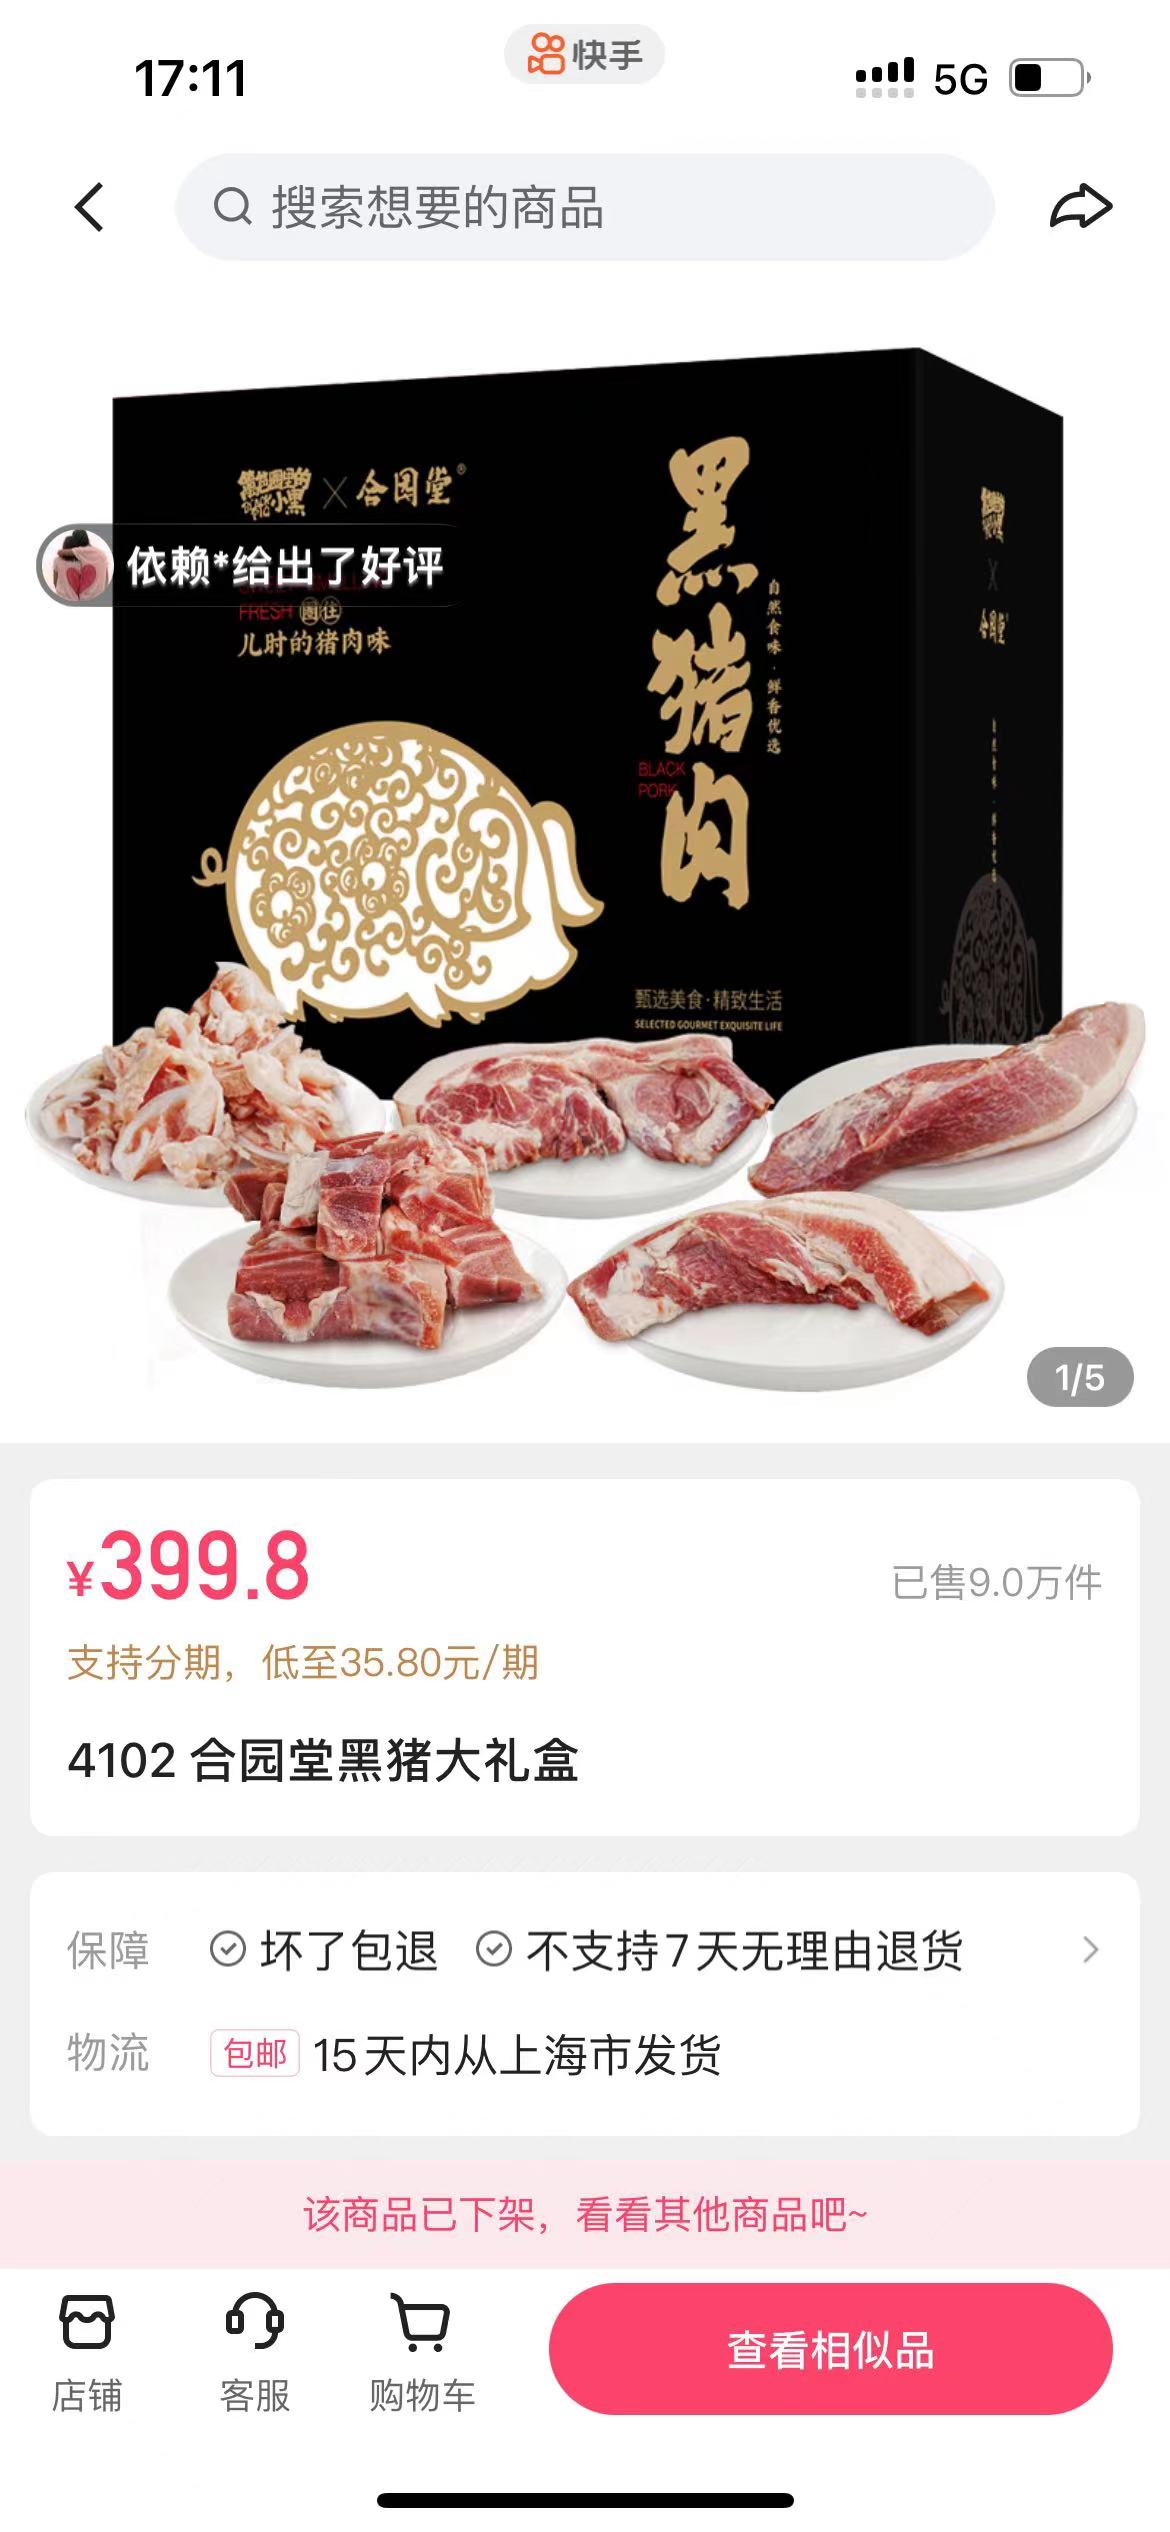 17:11
快手
5G
搜索想要的商品
小黑
合园堂®
依赖*给出了好评
FRESH 圈住
儿时的猪肉味
黑猪肉
自然食味·鲜香优选
BLACK
PORK
甄选美食·精致生活
SELECTED GOURMET EXQUISITE LIFE
合园堂
1/5
¥399.8
已售9.0万件
支持分期，低至35.80元/期
4102 合园堂黑猪大礼盒
保障 坏了包退 不支持7天无理由退货
物流 包邮 15天内从上海市发货
该商品已下架，看看其他商品吧~
店铺
客服
购物车
查看相似品